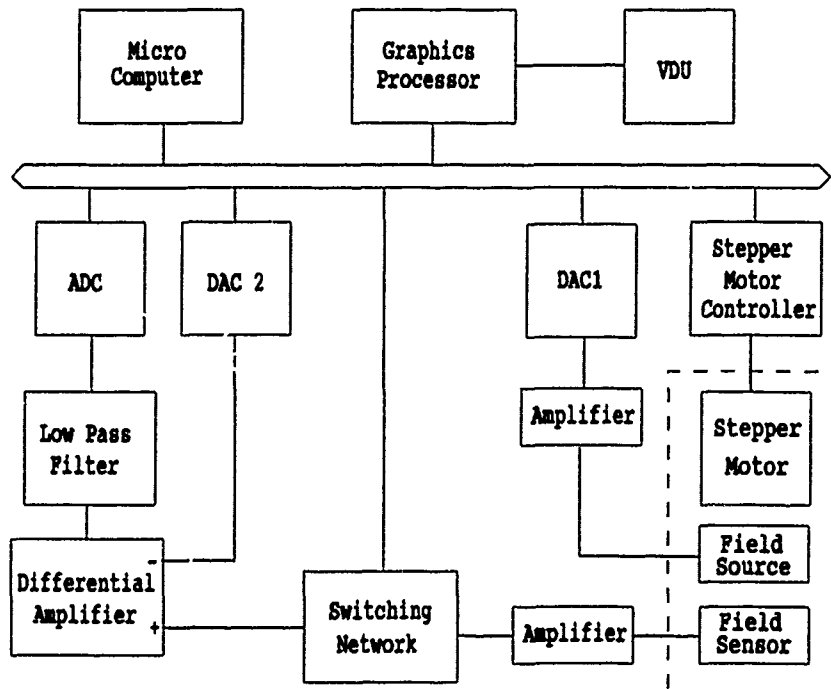 Micro
Computer
Graphics
Processor
VDU
ADC
DAC 2
DAC1
Stepper
Motor
Controller
Low Pass
Filter
Amplifier
Stepper
Motor
Differential
Amplifier
-
+
Switching
Network
Amplifier
Field
Source
Field
Sensor